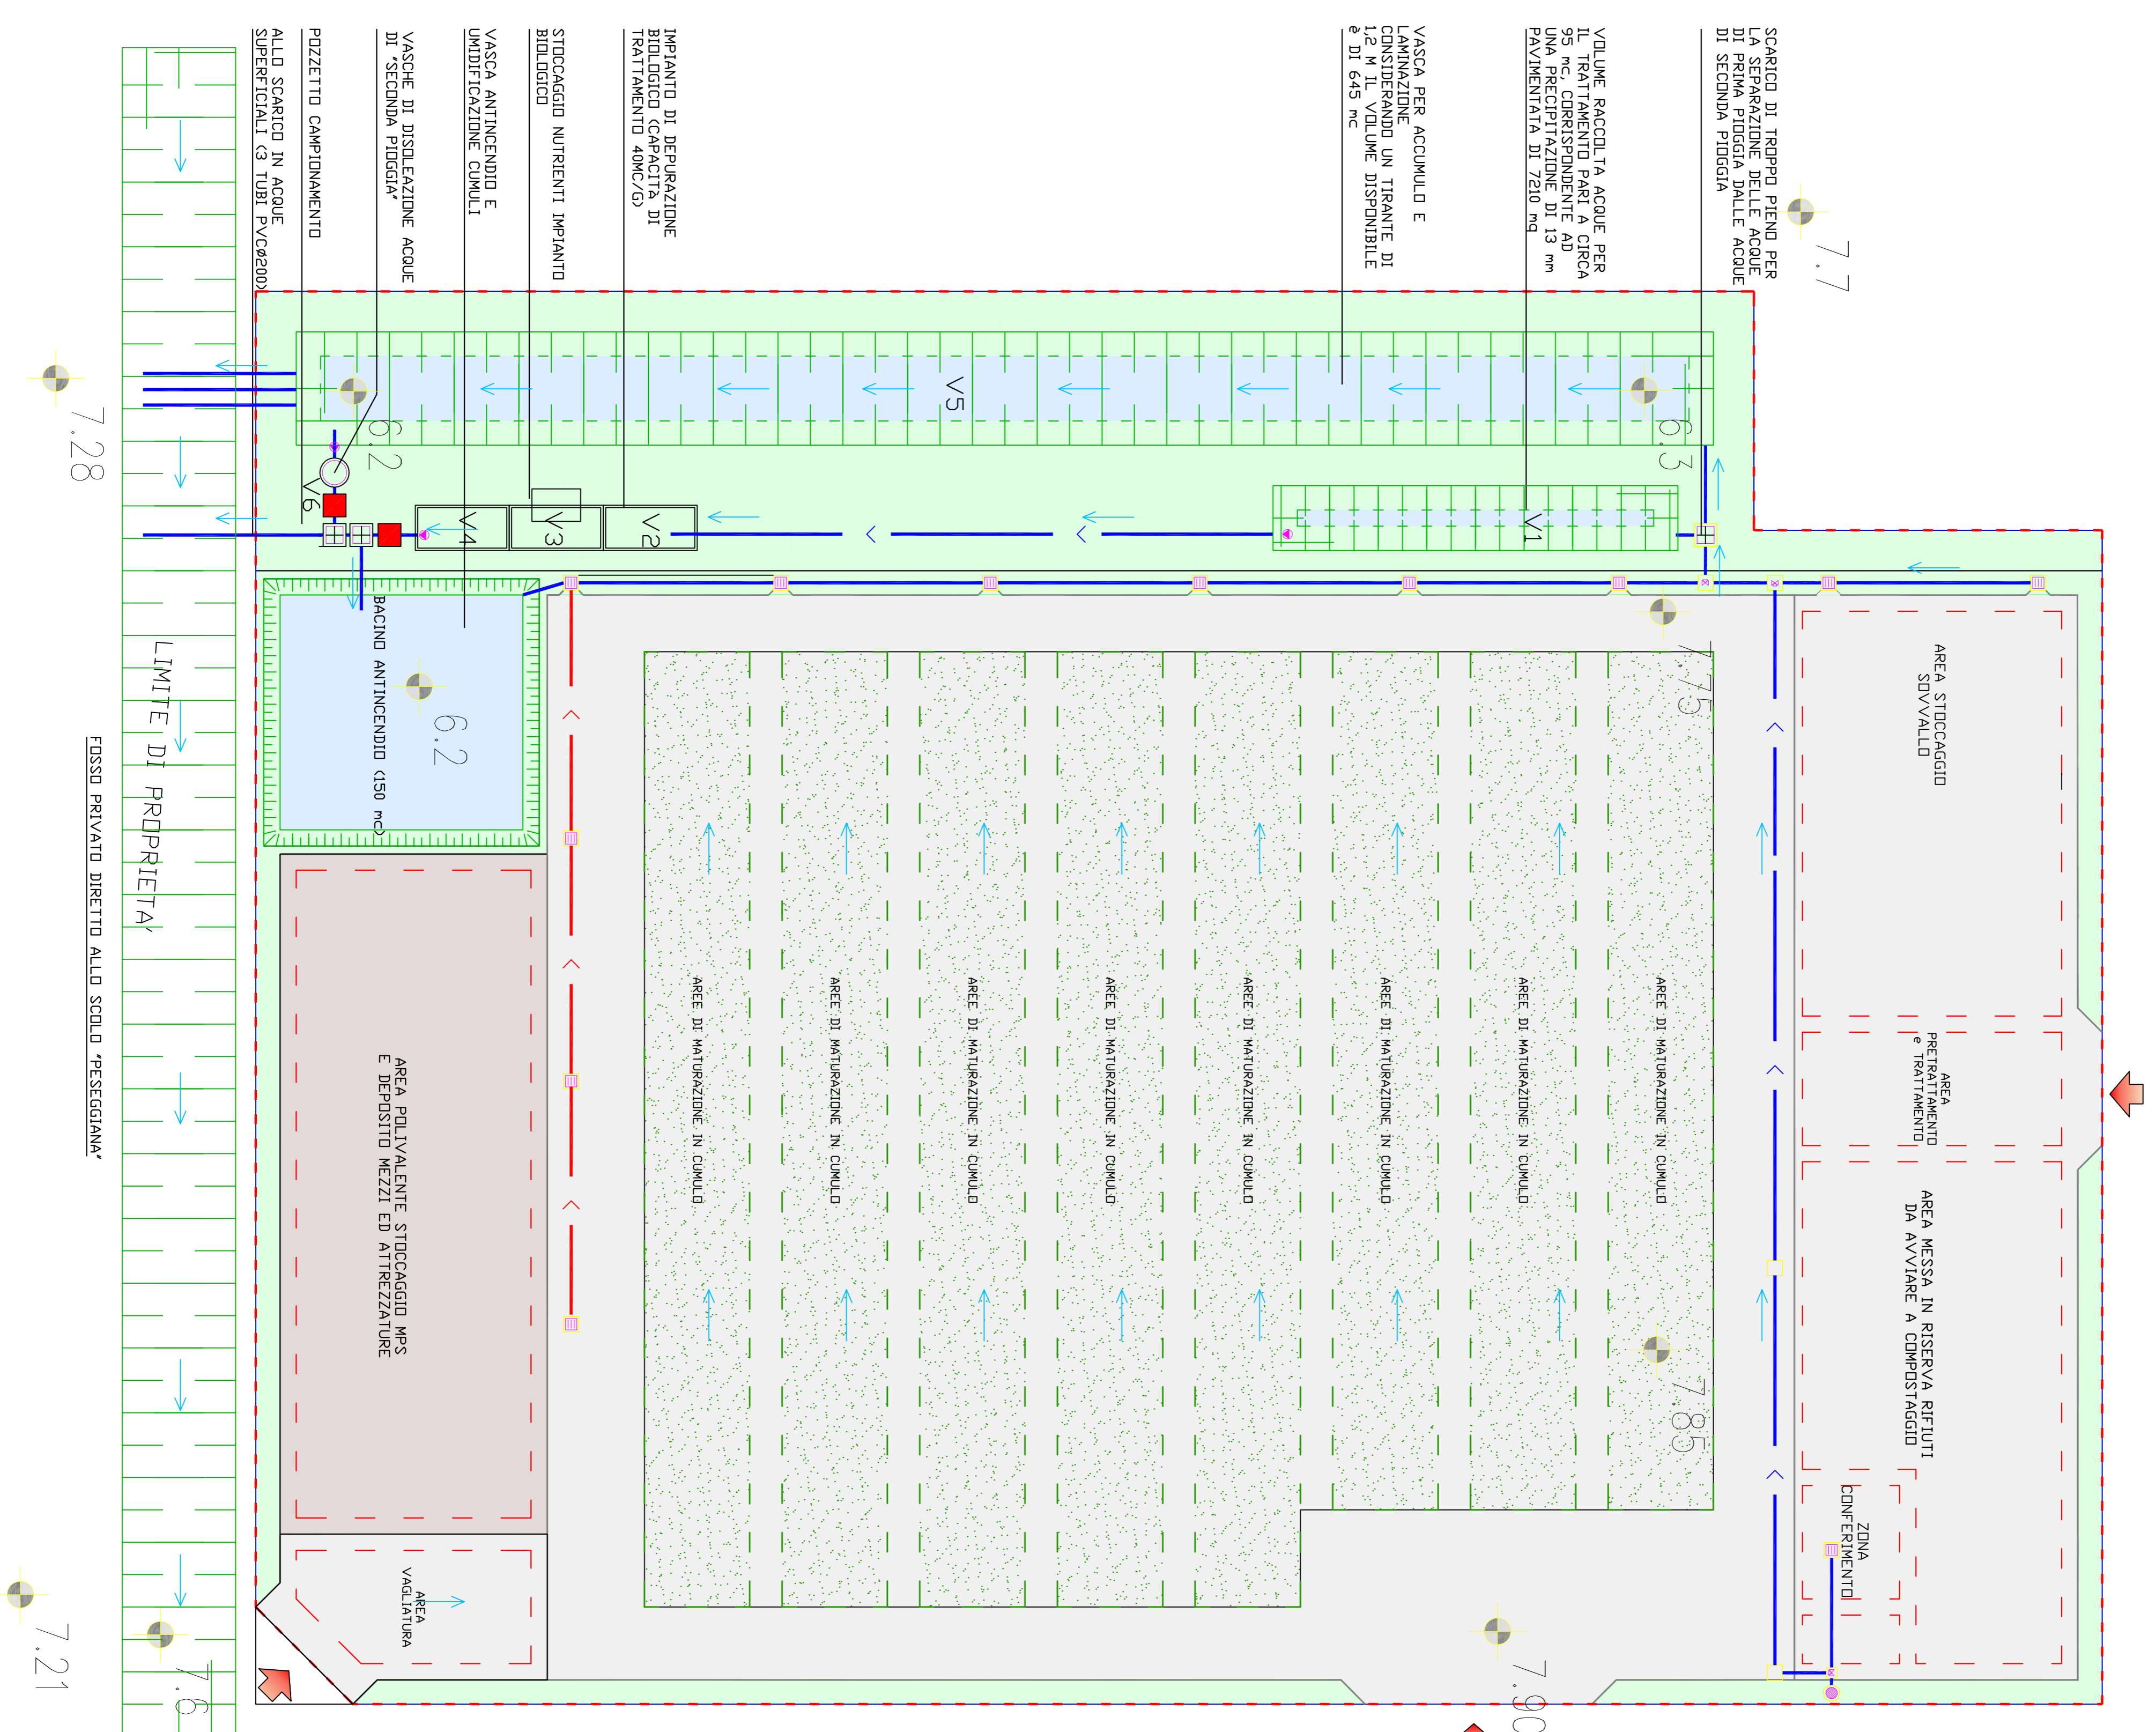 SCARICO DI TROPPO PIENO PER
LA SEPARAZIONE DELLE ACQUE
DI PRIMA PIOGGIA DALLE ACQUE
DI SECONDA PIOGGIA
VOLUME RACCOLTA ACQUE PER
IL TRATTAMENTO PARI A CIRCA
95 mc, CORRISPONDENTE AD
UNA PRECIPITAZIONE DI 13 mm
PAVIMENTATA DI 7210 mq
VASCA PER ACCUMULO E
LAMINAZIONE
CONSIDERANDO UN TIRANTE DI
1,2 M IL VOLUME DISPONIBILE
è DI 645 mc
IMPIANTO DI DEPURAZIONE
BIOLOGICO (CAPACITÀ DI
TRATTAMENTO 40MC/G)
STOCCAGGIO NUTRIENTI IMPIANTO
BIOLOGICO
VASCA ANTINCENDIO E
UMIDIFICAZIONE CUMULI
VASCHE DI DISOLEAZIONE ACQUE
DI "SECONDA PIOGGIA"
POZZETTO CAMPIONAMENTO
ALLO SCARICO IN ACQUE
SUPERFICIALI (3 TUBI PVCØ200)
7.7
7.28
6.2
6.3
V5
V6
V4
V3
V2
V1
BACINO ANTINCENDIO (150 mc)
6.2
7.75
AREA STOCCAGGIO
SOVVALLO
AREA
PRETRATTAMENTO
e TRATTAMENTO
AREA MESSA IN RISERVA RIFIUTI
DA AVVIARE A COMPOSTAGGIO
ZONA
CONFERIMENTO
AREE DI MATURAZIONE IN CUMULO
AREE DI MATURAZIONE IN CUMULO
AREE DI MATURAZIONE IN CUMULO
AREE DI MATURAZIONE IN CUMULO
AREE DI MATURAZIONE IN CUMULO
AREE DI MATURAZIONE IN CUMULO
AREE DI MATURAZIONE IN CUMULO
AREE DI MATURAZIONE IN CUMULO
7.85
AREA POLIVALENTE STOCCAGGIO MPS
E DEPOSITO MEZZI ED ATTREZZATURE
AREA
VAGLIATURA
LIMITE DI PROPRIETA'
FOSSO PRIVATO DIRETTO ALLO SCOLO "PESEGGIANA"
7.21
7.6
7.90